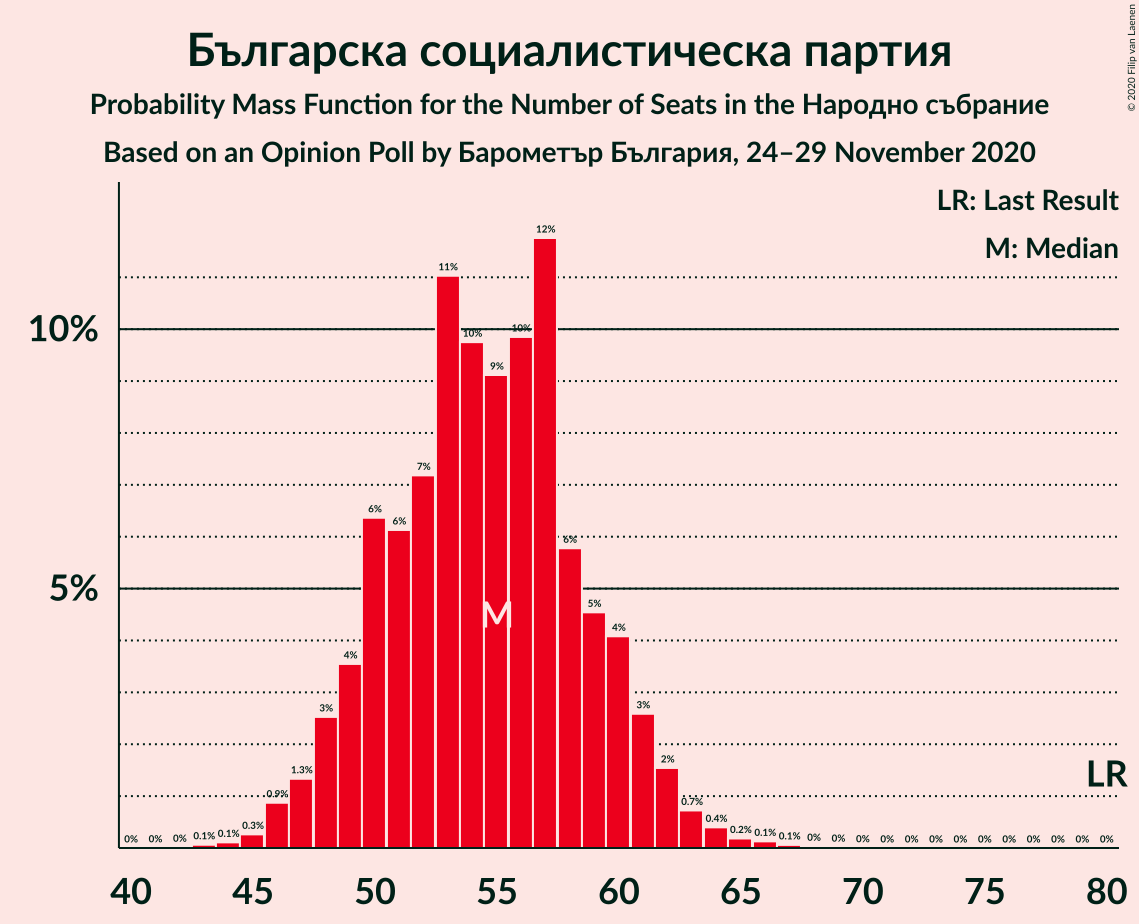 © 2020 Filip van Laenen
Българска социалистическа партия
Probability Mass Function for the Number of Seats in the Народно събрание
Based on an Opinion Poll by Барометър България, 24–29 November 2020
LR: Last Result
M: Median
10%
5%
0% 0% 0% 0.1% 0.1% 0.3% 0.9% 1.3% 3% 4% 6% 6% 7% 11% 10% 9% 10% 12% 6% 5% 4% 3% 2% 0.7% 0.4% 0.2% 0.1% 0.1% 0% 0% 0% 0% 0% 0% 0% 0% 0% 0% 0% 0% 0%
M
LR
40 45 50 55 60 65 70 75 80